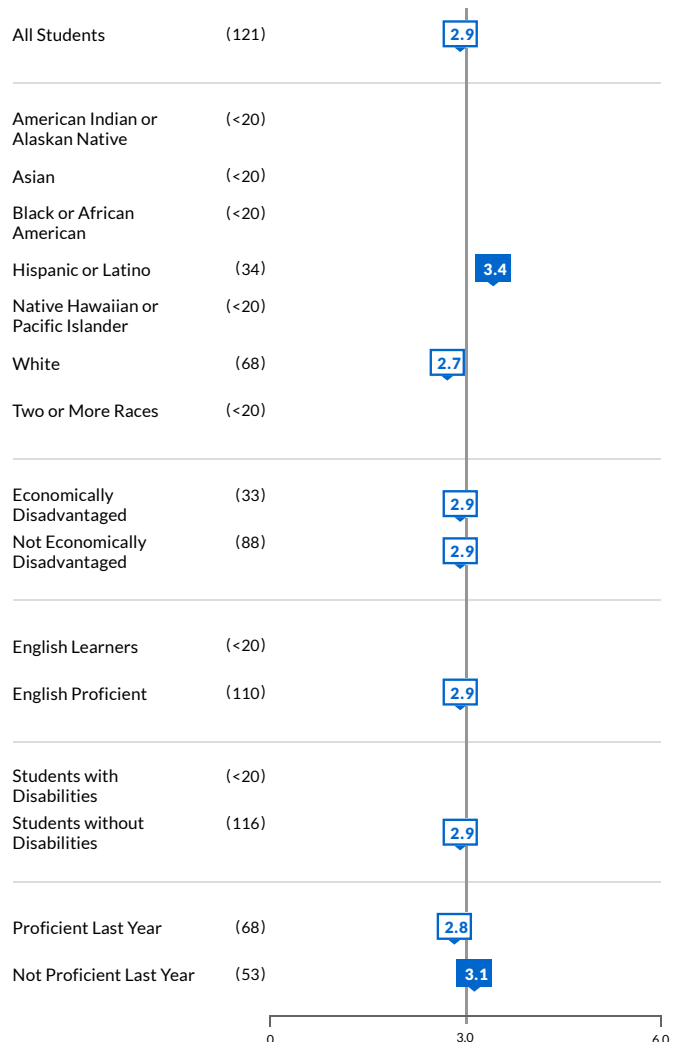 All Students (121) 2.9
American Indian or (<20)
Alaskan Native
Asian (<20)
Black or African (<20)
American
Hispanic or Latino (34) 3.4
Native Hawaiian or (<20)
Pacific Islander
White (68) 2.7
Two or More Races (<20)
Economically (33) 2.9
Disadvantaged
Not Economically (88) 2.9
Disadvantaged
English Learners (<20)
English Proficient (110) 2.9
Students with (<20)
Disabilities
Students without (116) 2.9
Disabilities
Proficient Last Year (68) 2.8
Not Proficient Last Year (53) 3.1
0 3.0 6.0